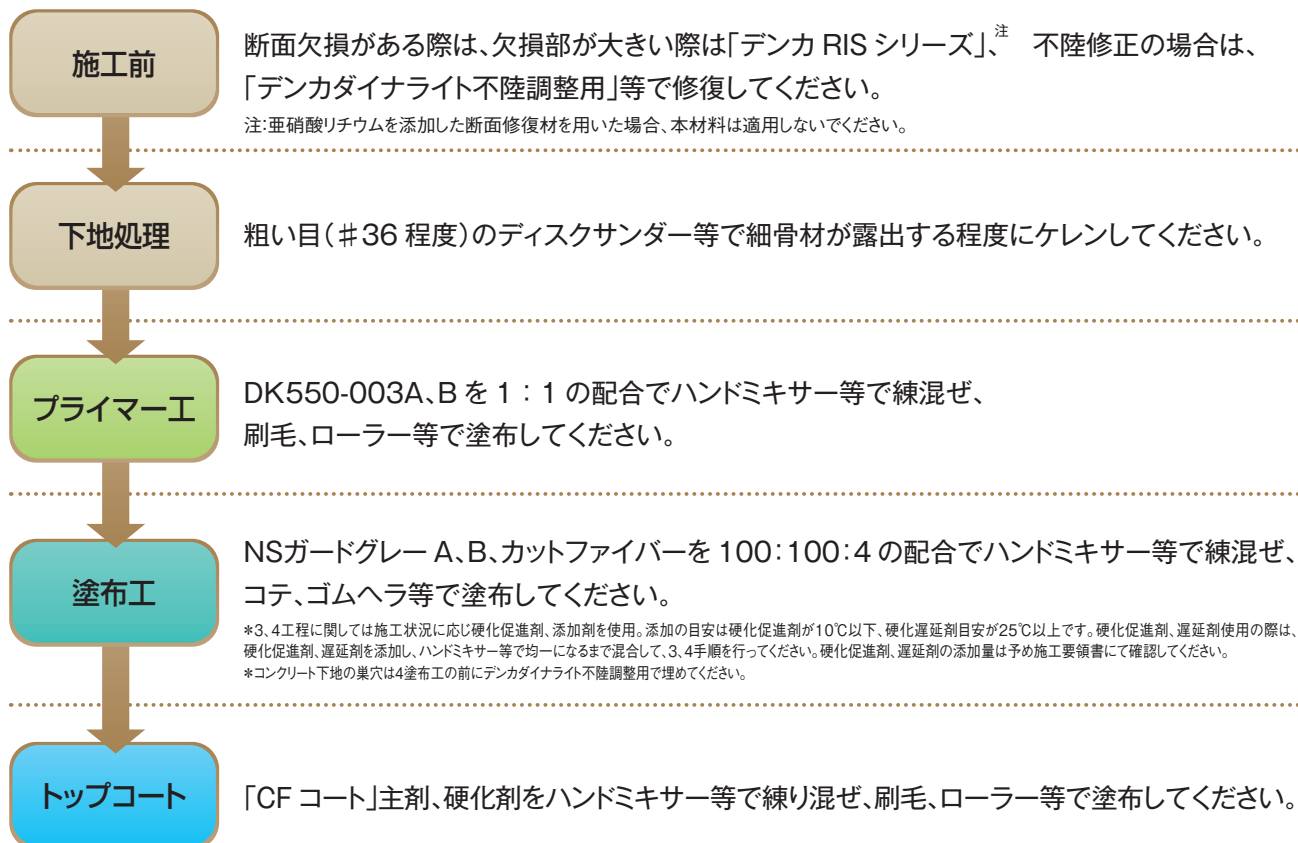 施工前
断面欠損がある際は、欠損部が大きい際は「デンカ RIS シリーズ」、注 不陸修正の場合は、
「デンカダイナライト不陸調整用」等で修復してください。
注:亜硝酸リチウムを添加した断面修復材を用いた場合、本材料は適用しないでください。
下地処理
粗い目(#36 程度)のディスクサンダー等で細骨材が露出する程度にケレンしてください。
プライマー工
DK550-003A、B を 1:1 の配合でハンドミキサー等で練混ぜ、
刷毛、ローラー等で塗布してください。
塗布工
NSガードグレー A、B、カットファイバーを 100:100:4 の配合でハンドミキサー等で練混ぜ、
コテ、ゴムヘラ等で塗布してください。
*3、4工程に関しては施工状況に応じ硬化促進剤、添加剤を使用。添加の目安は硬化促進剤が10℃以下、硬化遅延剤目安が25℃以上です。硬化促進剤、遅延剤使用の際は、
硬化促進剤、遅延剤を添加し、ハンドミキサー等で均一になるまで混合して、3、4手順を行ってください。硬化促進剤、遅延剤の添加量は予め施工要領書にて確認してください。
*コンクリート下地の巣穴は4塗布工の前にデンカダイナライト不陸調整用で埋めてください。
トップコート
「CF コート」主剤、硬化剤をハンドミキサー等で練り混ぜ、刷毛、ローラー等で塗布してください。